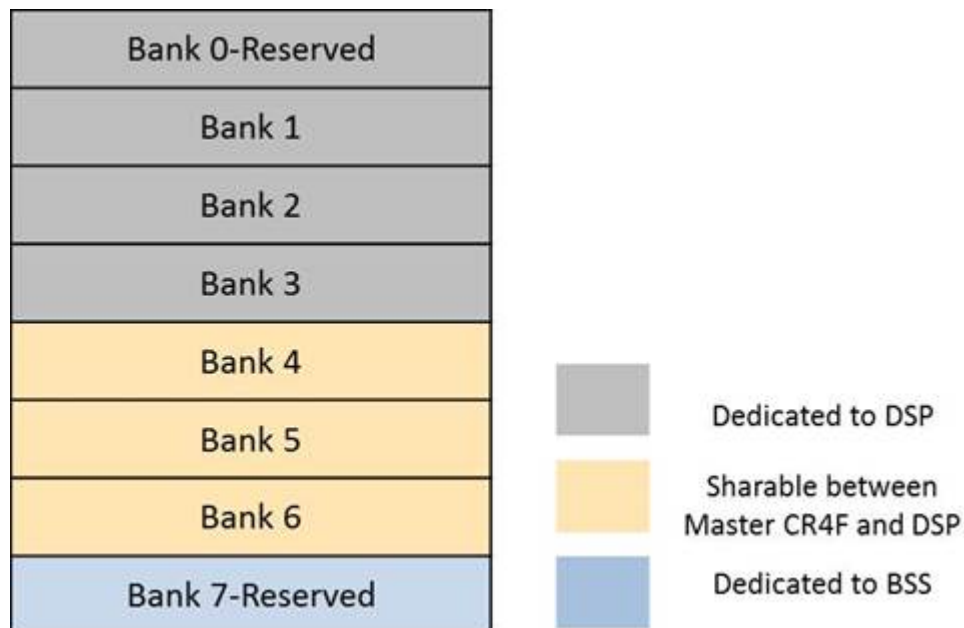 Bank 0-Reserved
Bank 1
Bank 2
Bank 3
Bank 4
Bank 5
Bank 6
Bank 7-Reserved
Dedicated to DSP
Sharable between
Master CR4F and DSP
Dedicated to BSS